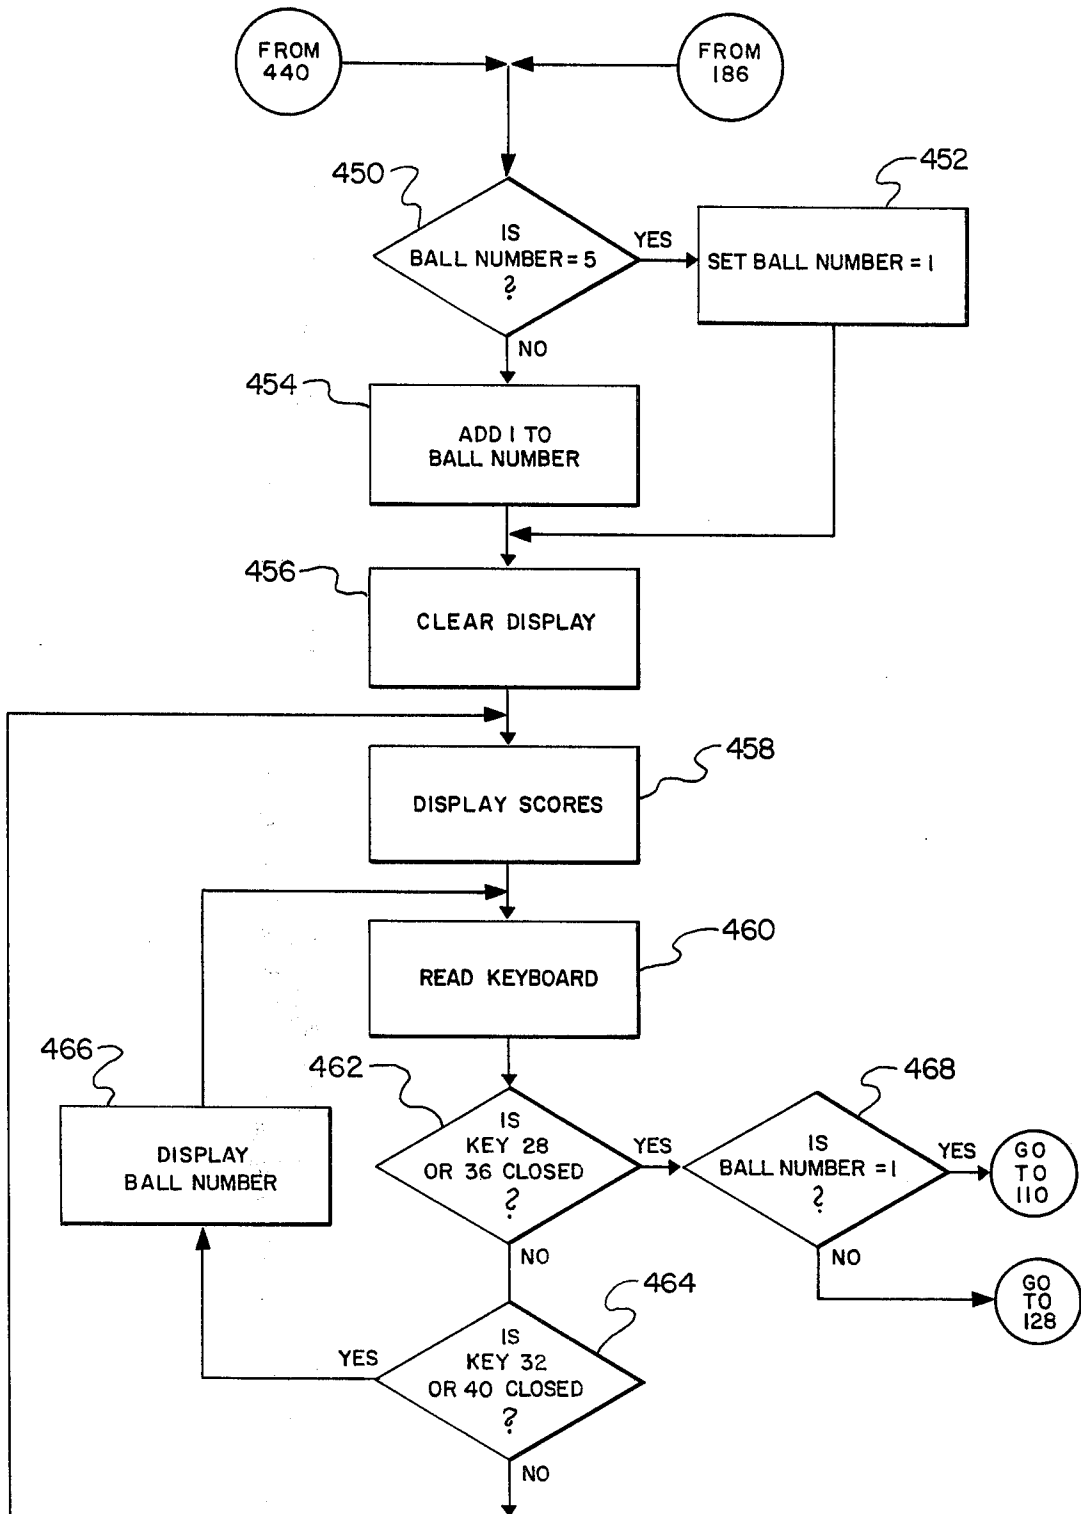 FROM
440
FROM
186
450
452
IS
BALL NUMBER = 5
?
YES
SET BALL NUMBER = 1
NO
454
ADD 1 TO
BALL NUMBER
456
CLEAR DISPLAY
458
DISPLAY SCORES
460
READ KEYBOARD
466
DISPLAY
BALL NUMBER
462
IS
KEY 28
OR 36 CLOSED
?
YES
468
IS
BALL NUMBER = 1
?
YES
GO
TO
110
NO
NO
GO
TO
128
464
IS
KEY 32
OR 40 CLOSED
?
YES
NO